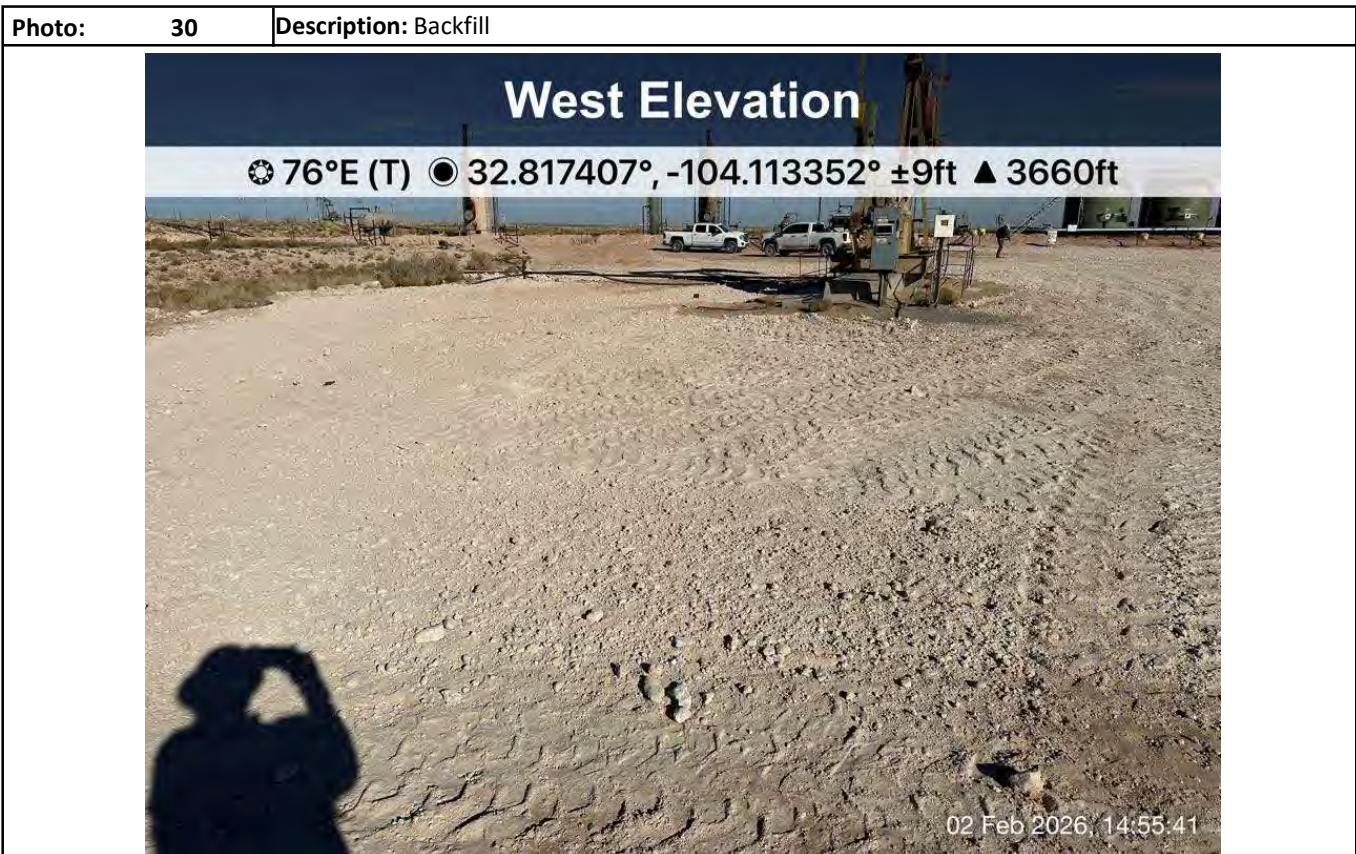 Photo: 30 Description: Backfill
West Elevation
76°E (T) 32.817407°, -104.113352° ±9ft ▲ 3660ft
02 Feb 2026, 14:55:41